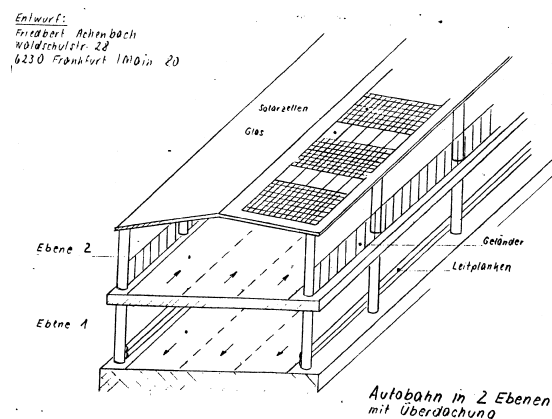 Entwurf:
Friedbert Achenbach
Waldschulstr. 28
6230 Frankfurt /Main 80
Solarzellen
Glas
Ebene 2
Geländer
Leitplanken
Ebene 1
Autobahn in 2 Ebenen
mit Überdachung